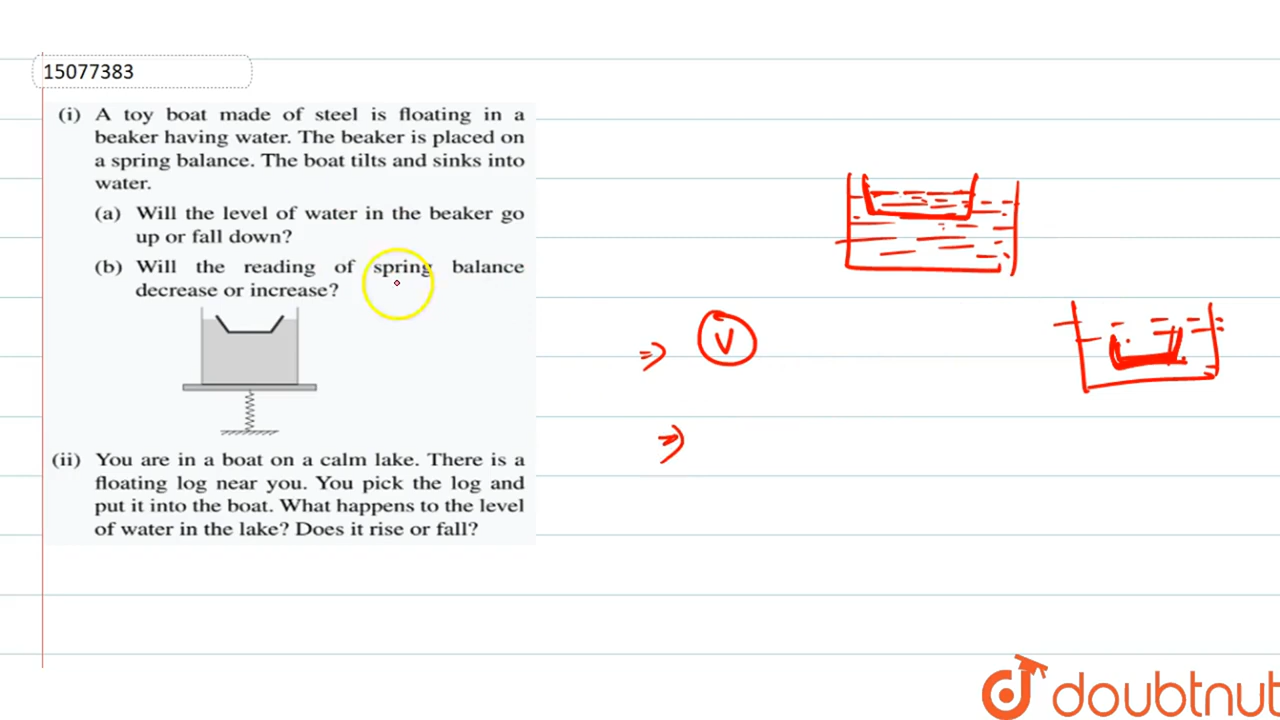 15077383
(i) A toy boat made of steel is floating in a
beaker having water. The beaker is placed on
a spring balance. The boat tilts and sinks into
water.
(a) Will the level of water in the beaker go
up or fall down?
(b) Will the reading of spring balance
decrease or increase?
(ii) You are in a boat on a calm lake. There is a
floating log near you. You pick the log and
put it into the boat. What happens to the level
of water in the lake? Does it rise or fall?
⇒ V
⇒
doubtnut